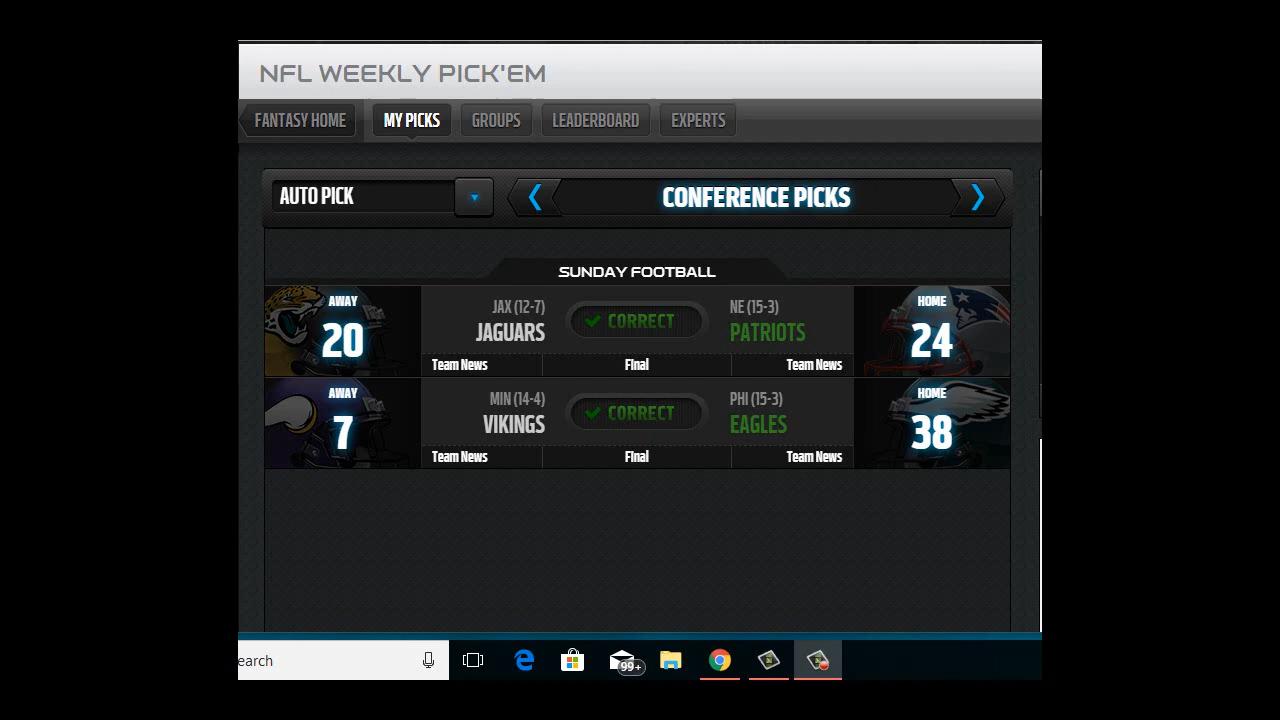 NFL WEEKLY PICK'EM
FANTASY HOME MY PICKS GROUPS LEADERBOARD EXPERTS
AUTO PICK CONFERENCE PICKS
SUNDAY FOOTBALL
AWAY JAX (12-7) NE (15-3) HOME
20 JAGUARS CORRECT PATRIOTS 24
Team News FInal Team News
AWAY MIN (14-4) PHI (15-3) HOME
7 VIKINGS CORRECT EAGLES 38
Team News FInal Team News
earch 99+